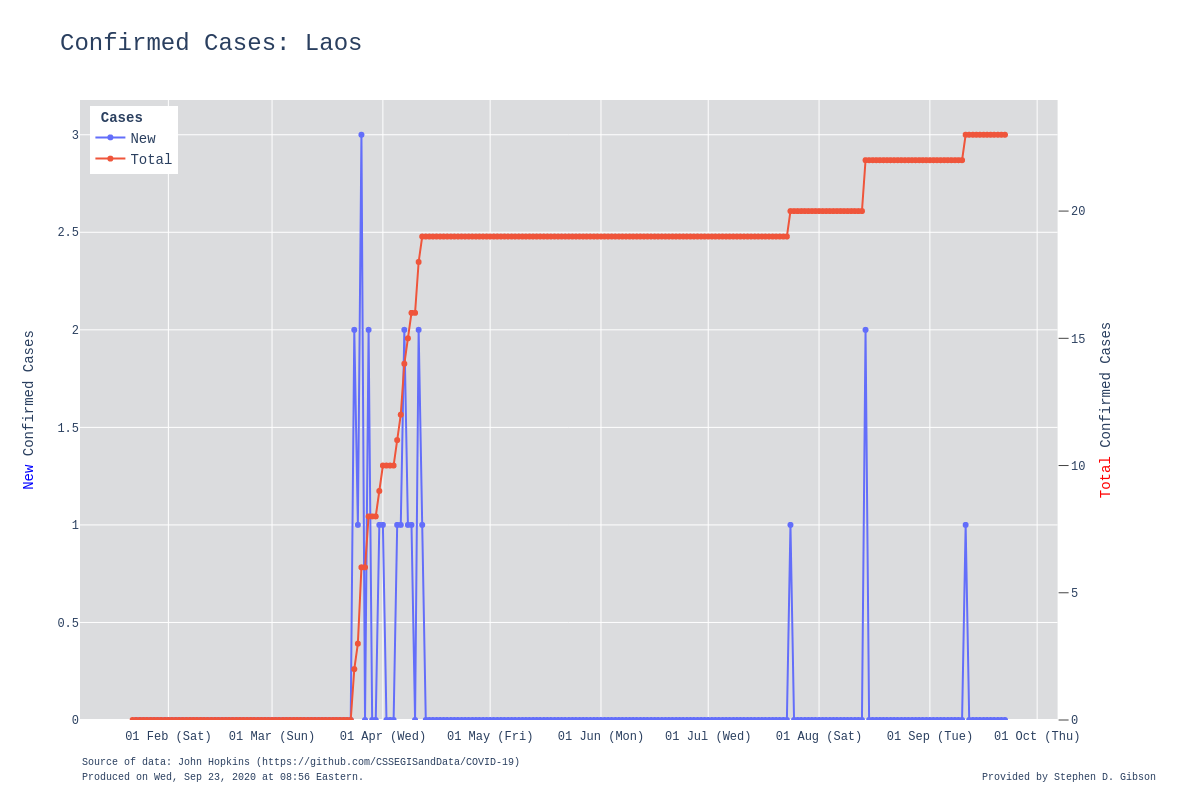 Confirmed Cases: Laos
Cases
New
Total
3
2.5
2
1.5
1
0.5
0
New Confirmed Cases
20
15
10
5
0
Total Confirmed Cases
01 Feb (Sat) 01 Mar (Sun) 01 Apr (Wed) 01 May (Fri) 01 Jun (Mon) 01 Jul (Wed) 01 Aug (Sat) 01 Sep (Tue) 01 Oct (Thu)
Source of data: John Hopkins (https://github.com/CSSEGISandData/COVID-19)
Produced on Wed, Sep 23, 2020 at 08:56 Eastern.
Provided by Stephen D. Gibson